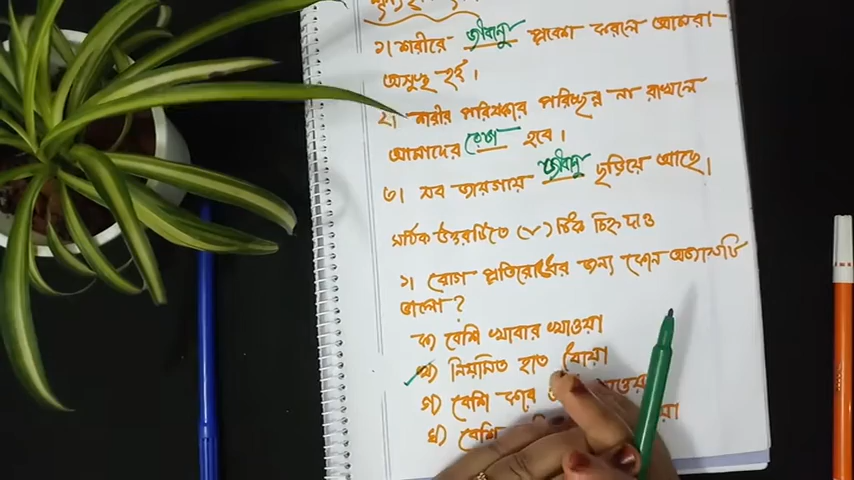 ১। শরীরে জীবানু প্রবেশ করলে আমরা
অসুস্থ হই।
২। শরীর পরিষ্কার পরিচ্ছন্ন না রাখলে
আমাদের রোগ হবে।
৩। সব জায়গায় জীবানু ছড়িয়ে আছে।
সঠিক উত্তরটিতে (✓) টিক চিহ্ন দাও
১। রোগ প্রতিরোধের জন্য কোন অভ্যাসটি
ভালো?
ক) বেশি খাবার খাওয়া
খ) নিয়মিত হাত ধোয়া
গ) বেশি করে
ঘ) বেশি